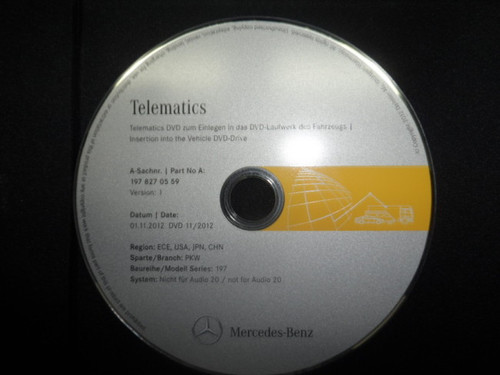 Telematics
Telematics DVD zum Einlegen in das DVD-Laufwerk des Fahrzeugs |
Insertion into the Vehicle DVD-Drive
A-Sachnr. | Part No A:
197 827 05 59
Version: 1
Datum | Date:
01.11.2012 DVD 11/2012
Region: ECE, USA, JPN, CHN
Sparte/Branch: PKW
Baureihe/Modell Series: 197
System: Nicht für Audio 20 / not for Audio 20
Mercedes-Benz